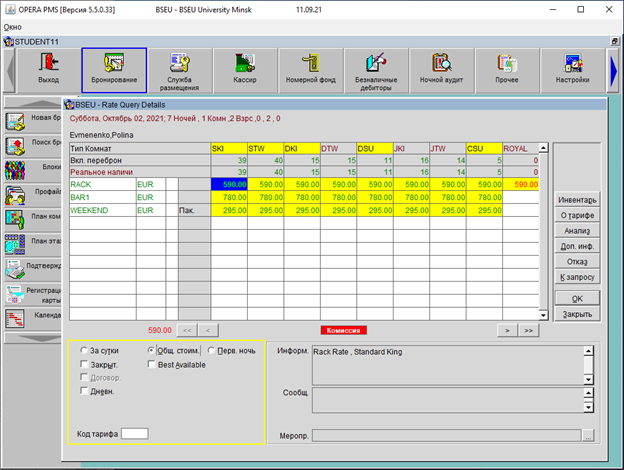 OPERA PMS [Версия 5.5.0.33] BSEU - BSEU University Minsk 11.09.21
Окно
STUDENT11
Выход Бронирование Служба размещения Кассир Номерной фонд Безналичные дебиторы Ночной аудит Прочее Настройки
Новая бр
Поиск бро
Блоки
Профайл
План ком
План этаж
Подтвержд
Регистраци карты
Календа
BSEU - Rate Query Details
Суббота, Октябрь 02, 2021; 7 Ночей , 1 Комн ,2 Взрс ,0 , 2 , 0
Evmenenko,Polina
Тип Комнат SKI STW DKI DTW DSU JKI JTW CSU ROYAL
Вкл. переброн 39 40 15 15 11 16 14 5 0
Реальное наличи 39 40 15 15 11 16 14 5 0
RACK EUR 590.00 590.00 590.00 590.00 590.00 590.00 590.00 590.00 590.00
BAR1 EUR 780.00 780.00 780.00 780.00 780.00 780.00 780.00 780.00
WEEKEND EUR Пак. 295.00 295.00 295.00 295.00 295.00 295.00 295.00 295.00
Инвентарь
О тарифе
Анализ
Доп. инф.
Отказ
К запросу
OK
Закрыть
590.00 << < Комиссия > >>
За сутки Общ. стоим. Перв. ночь
Закрыт. Best Available
Договор.
Дневн.
Код тарифа
Информ. Rack Rate , Standard King
Сообщ.
Меропр. ...